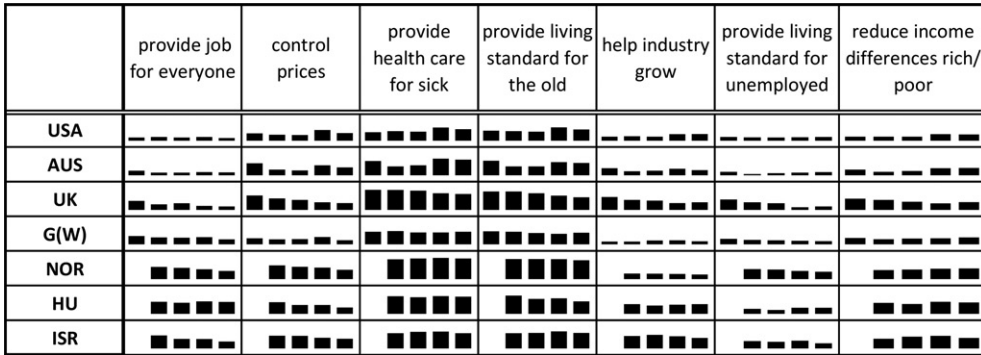 provide job
for everyone
control
prices
provide
health care
for sick
provide living
standard for
the old
help industry
grow
provide living
standard for
unemployed
reduce income
differences rich/
poor
USA
AUS
UK
G(W)
NOR
HU
ISR